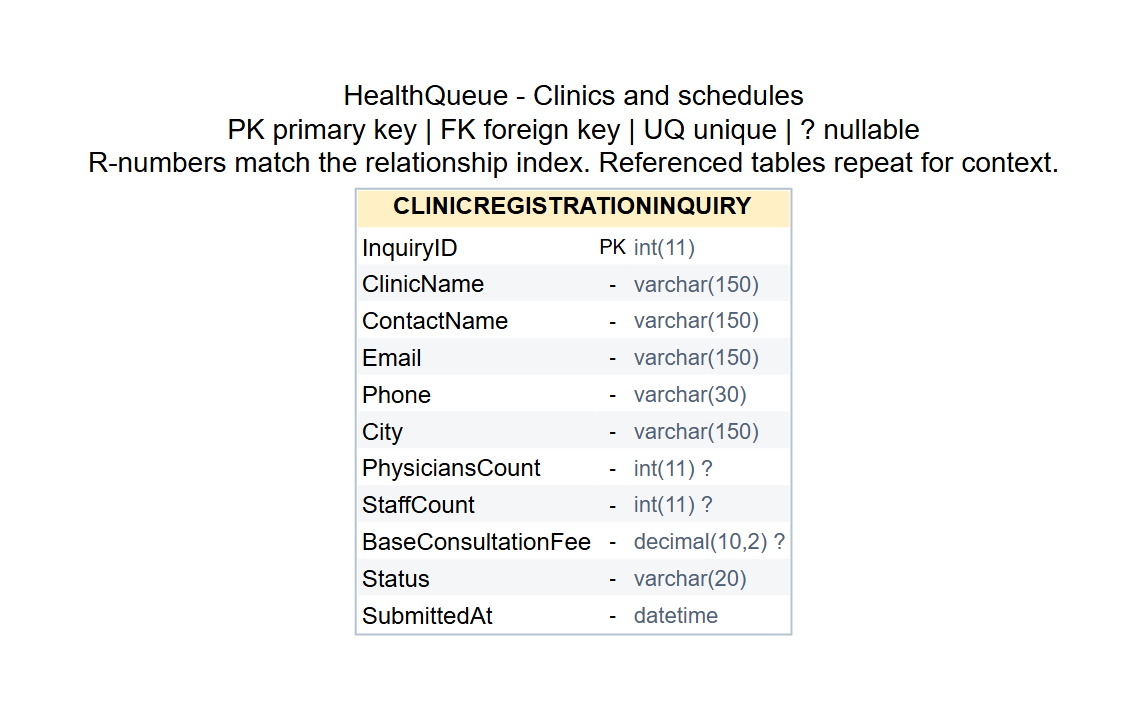 HealthQueue - Clinics and schedules
PK primary key | FK foreign key | UQ unique | ? nullable
R-numbers match the relationship index. Referenced tables repeat for context.
CLINICREGISTRATIONINQUIRY
InquiryID PK int(11)
ClinicName - varchar(150)
ContactName - varchar(150)
Email - varchar(150)
Phone - varchar(30)
City - varchar(150)
PhysiciansCount - int(11) ?
StaffCount - int(11) ?
BaseConsultationFee - decimal(10,2) ?
Status - varchar(20)
SubmittedAt - datetime